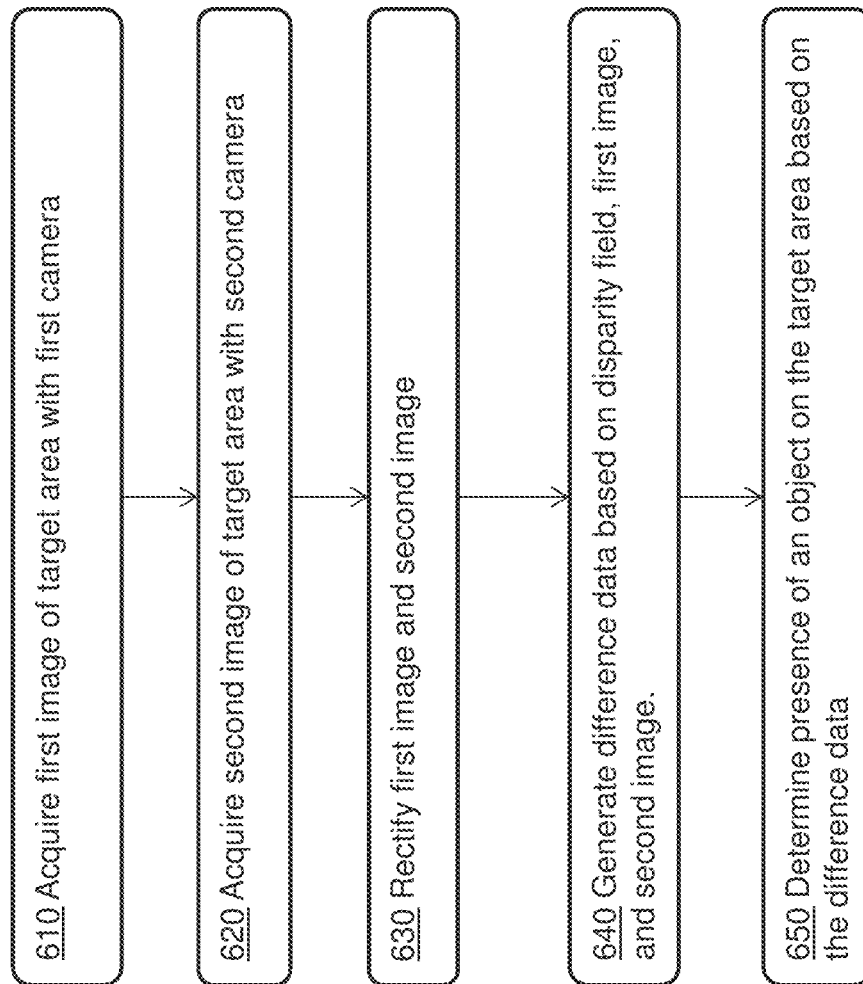 610 Acquire first image of target area with first camera
620 Acquire second image of target area with second camera
630 Rectify first image and second image
640 Generate difference data based on disparity field, first image,
and second image.
650 Determine presence of an object on the target area based on
the difference data